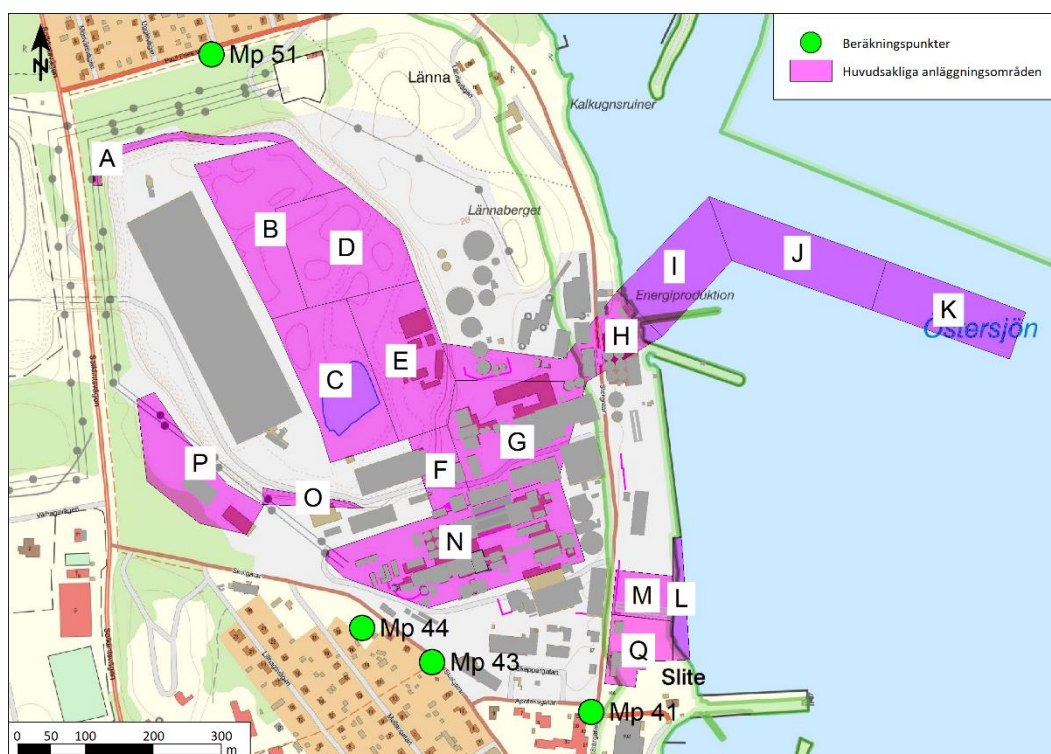 Mp 51
Beräkningspunkter
Huvudsakliga anläggningsområden
N
Länna
Kalkugnsruiner
A
Lännaberget
B
D
I
J
Energiproduktion
K
Östersjön
H
C
E
G
F
P
O
N
Skolgatan
M
L
Mp 44
Mp 43
Q
Slite
Mp 41
0 50 100 200 300
m